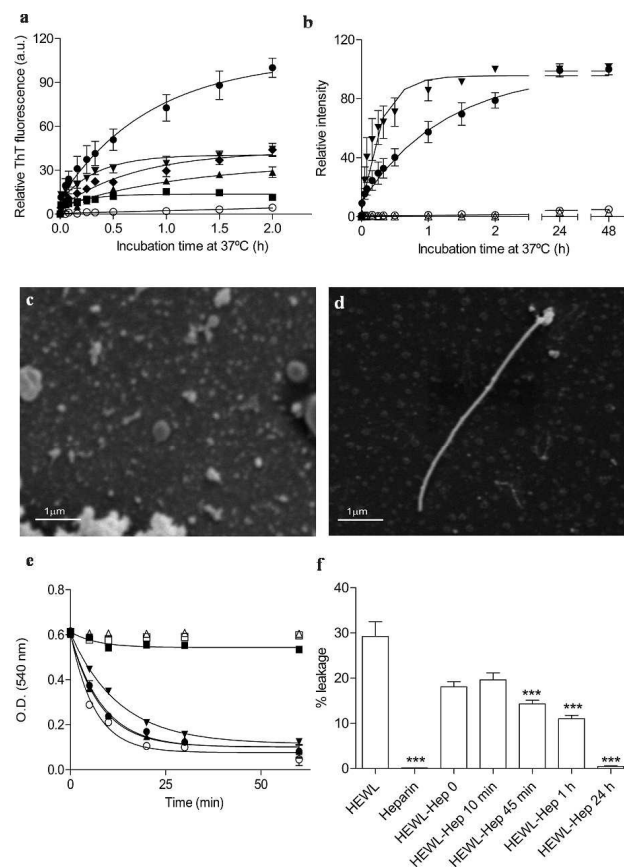 a
Relative ThT fluorescence (a.u.)
120
90
60
30
0
0.0 0.5 1.0 1.5 2.0
Incubation time at 37ºC (h)
b
Relative intensity
120
80
40
0
0 1 2 24 48
Incubation time at 37ºC (h)
c
1μm
d
1μm
e
O.D. (540 nm)
0.8
0.6
0.4
0.2
0.0
0 20 40 60
Time (min)
f
% leakage
40
30
20
10
0
*** *** *** ***
HEWL
Heparin
HEWL-Hep 0
HEWL-Hep 10 min
HEWL-Hep 45 min
HEWL-Hep 1 h
HEWL-Hep 24 h